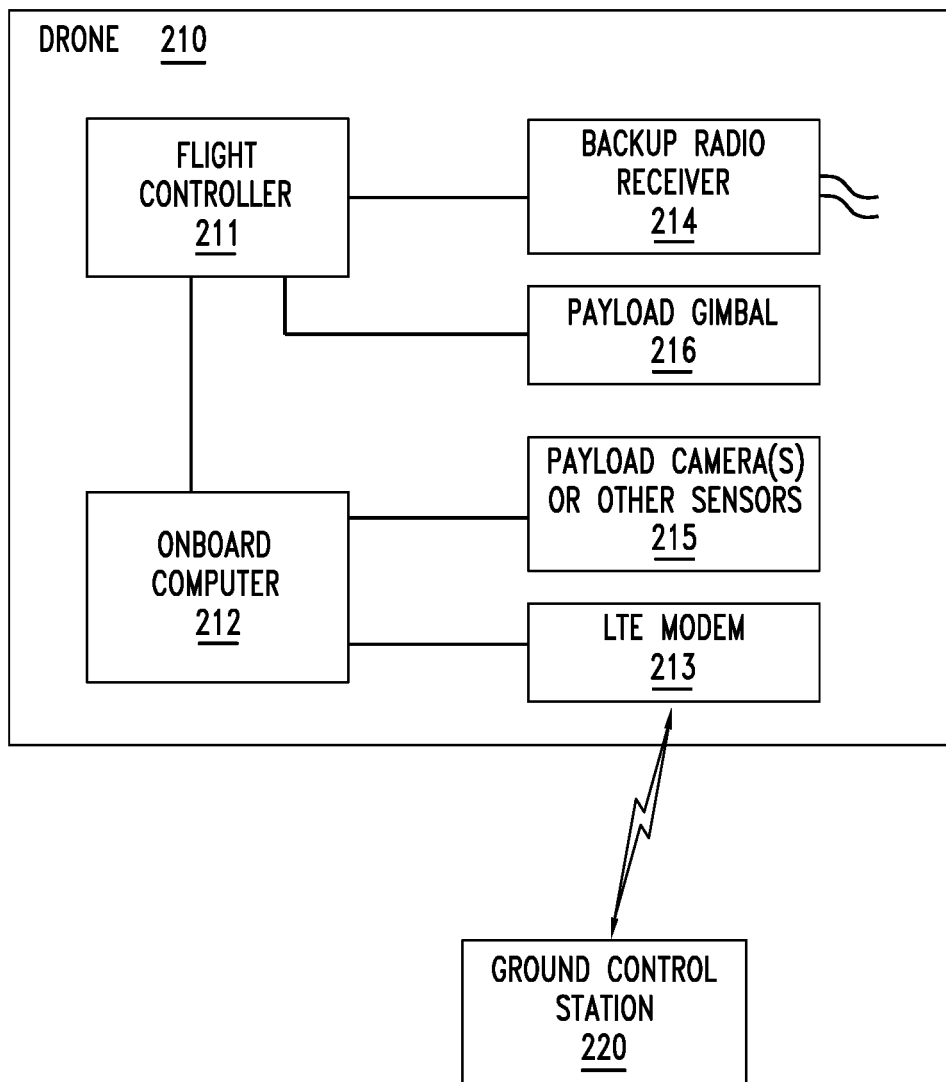 DRONE 210
FLIGHT
CONTROLLER
211
BACKUP RADIO
RECEIVER
214
PAYLOAD GIMBAL
216
ONBOARD
COMPUTER
212
PAYLOAD CAMERA(S)
OR OTHER SENSORS
215
LTE MODEM
213
GROUND CONTROL
STATION
220